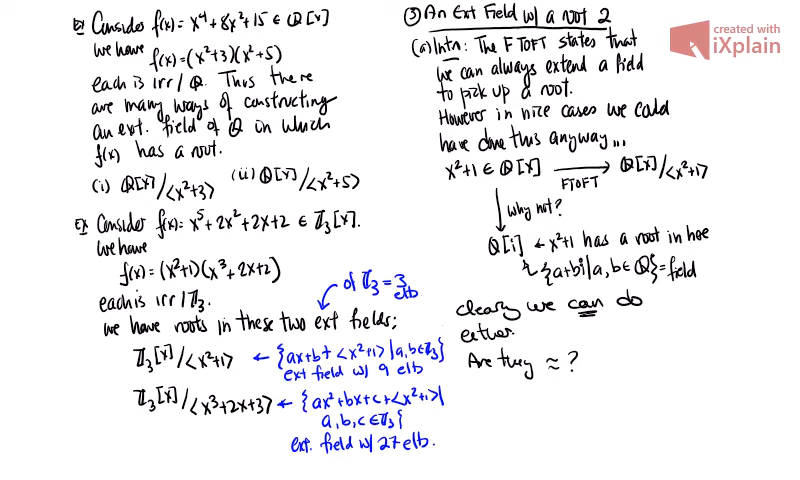 Ex Consider f(x) = x⁴+8x²+15 ∈ Q[x]
we have
f(x) = (x²+3)(x²+5)
each is irr/Q. Thus there
are many ways of constructing
an ext. field of Q in which
f(x) has a root.
(i) Q[x]/<x²+3> (ii) Q[x]/<x²+5>
Ex Consider f(x) = x⁵+2x²+2x+2 ∈ Z₃[x].
We have
f(x) = (x²+1)(x³+2x+2)
each is irr/Z₃.
we have roots in these two ext fields;
of Z₃ = 3
elts
Z₃[x]/<x²+1> ← {ax+b+<x²+1>|a,b∈Z₃}
ext field w/ 9 elts
Z₃[x]/<x³+2x+3> ← {ax²+bx+c+<x²+1>|
a,b,c∈Z₃}
ext. field w/ 27 elts.
③ An Ext Field w/ a root 2
(a) Intro: The FTOFT states that
we can always extend a field
to pick up a root.
However in nice cases we could
have done this anyway...
x²+1 ∈ Q[x] → Q[x]/<x²+1>
FTOFT
↓ why not?
Q[i] ← x²+1 has a root in here
{a+bi|a,b∈Q} = field
clearly we can do
either.
Are they ≈ ?
created with
iXplain